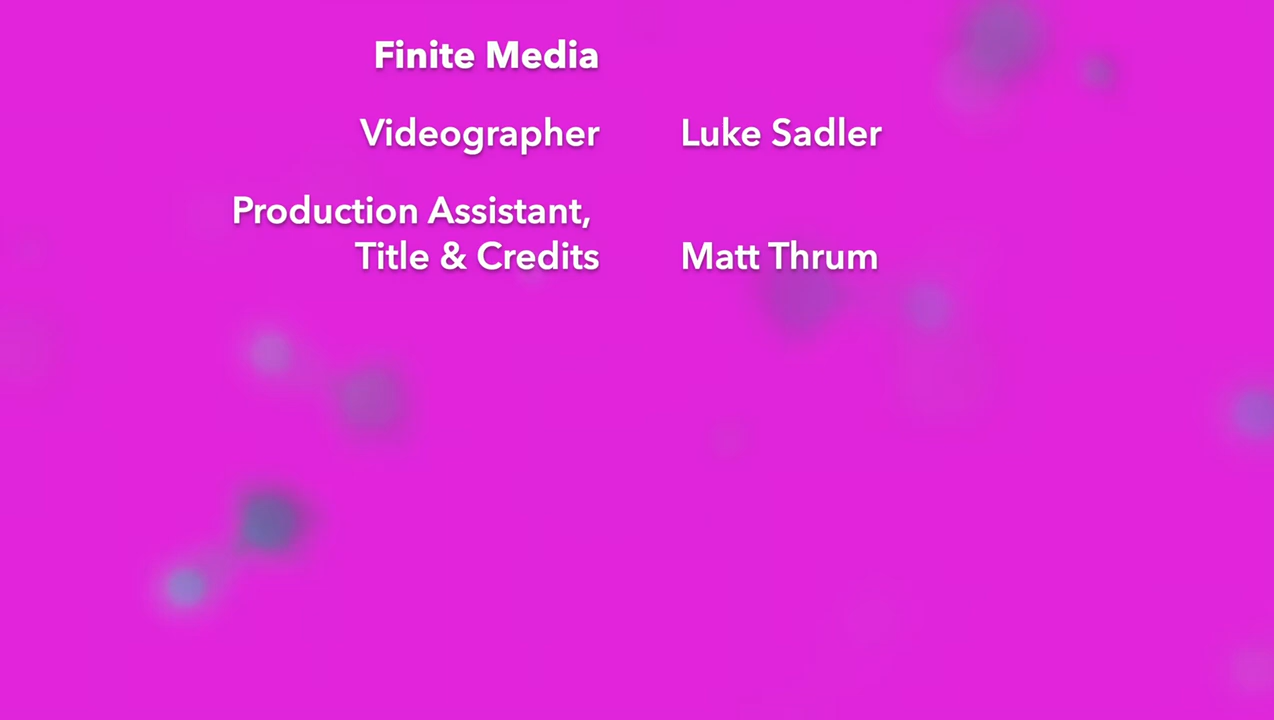 Finite Media
Videographer Luke Sadler
Production Assistant,
Title & Credits Matt Thrum